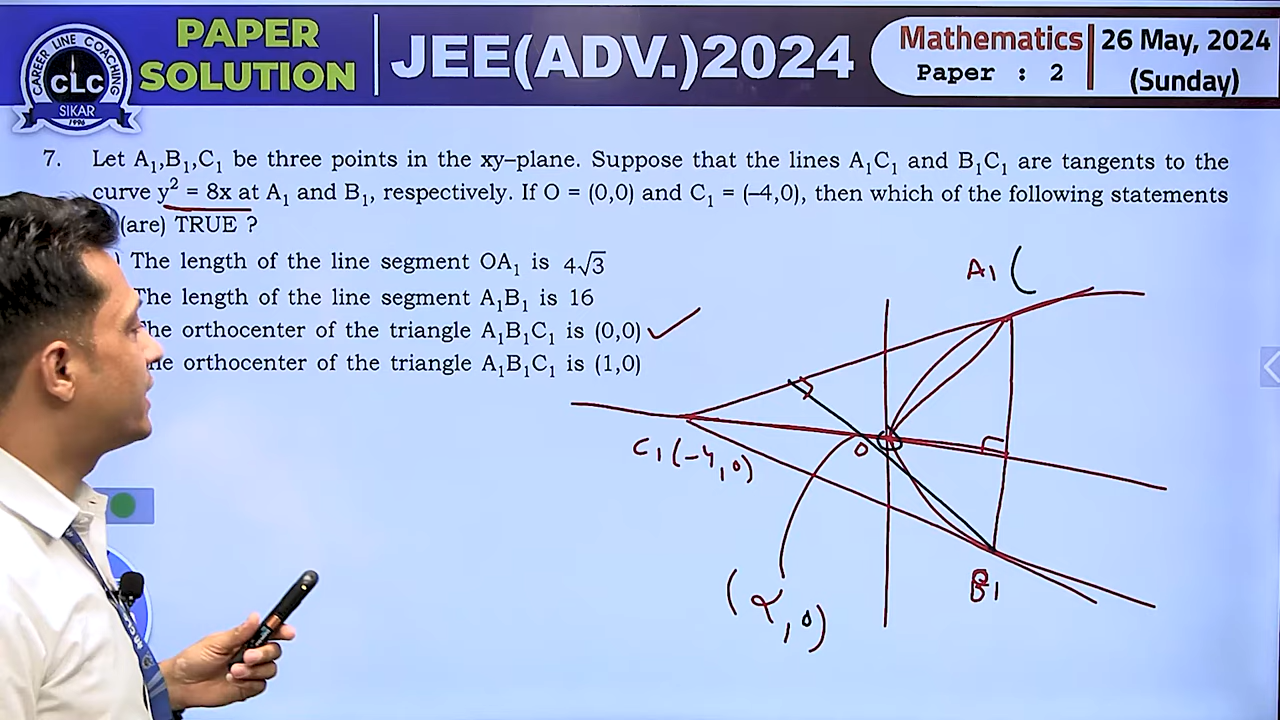 CAREER LINE COACHING
CLC
SIKAR
1996
PAPER
SOLUTION
JEE(ADV.)2024
Mathematics
Paper : 2
26 May, 2024
(Sunday)
7. Let A₁,B₁,C₁ be three points in the xy–plane. Suppose that the lines A₁C₁ and B₁C₁ are tangents to the
curve y² = 8x at A₁ and B₁, respectively. If O = (0,0) and C₁ = (–4,0), then which of the following statements
(are) TRUE ?
) The length of the line segment OA₁ is 4√3
The length of the line segment A₁B₁ is 16
The orthocenter of the triangle A₁B₁C₁ is (0,0) ✓
he orthocenter of the triangle A₁B₁C₁ is (1,0)
A₁ (
C₁(-4,0)
O
(α,0)
B₁